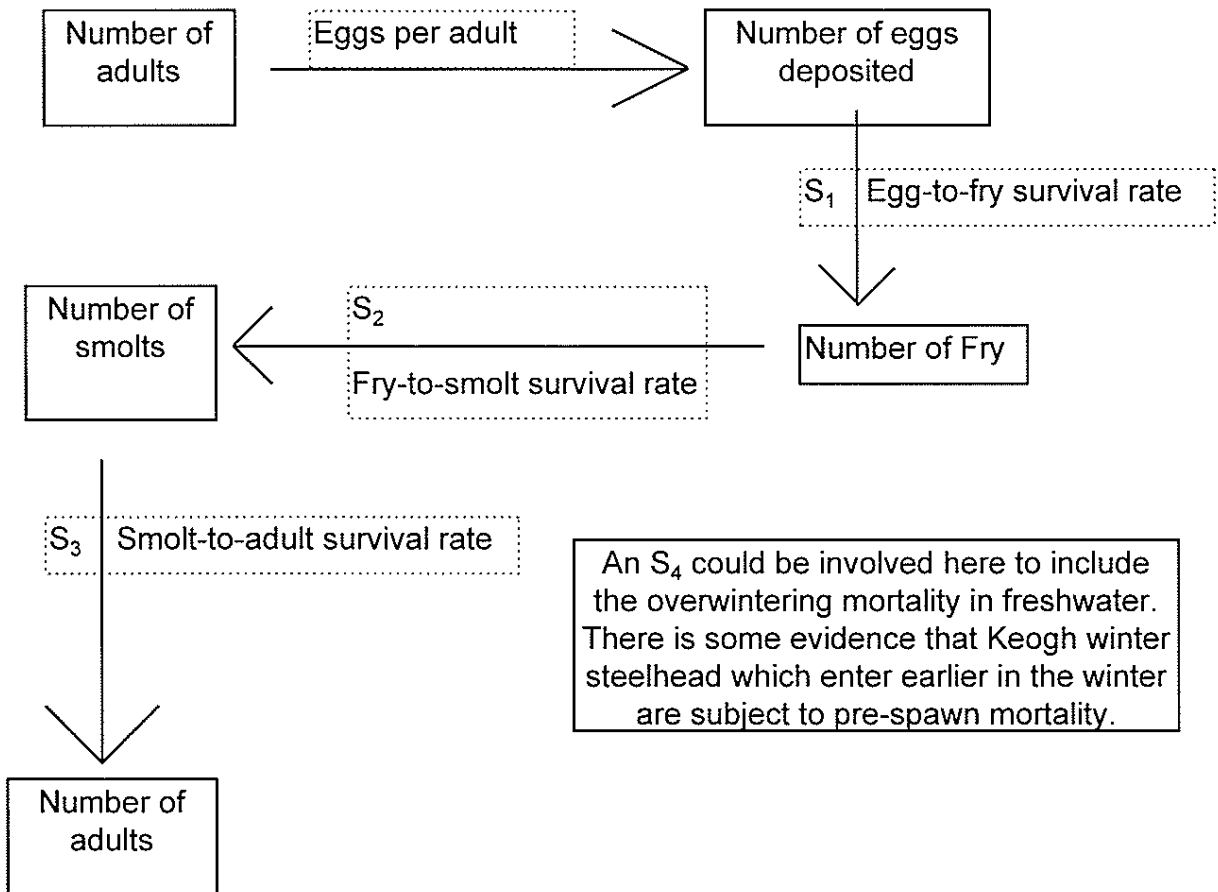 Number of
adults
Eggs per adult
Number of eggs
deposited
S₁ Egg-to-fry survival rate
Number of Fry
S₂
Fry-to-smolt survival rate
Number of
smolts
S₃ Smolt-to-adult survival rate
An S₄ could be involved here to include
the overwintering mortality in freshwater.
There is some evidence that Keogh winter
steelhead which enter earlier in the winter
are subject to pre-spawn mortality.
Number of
adults